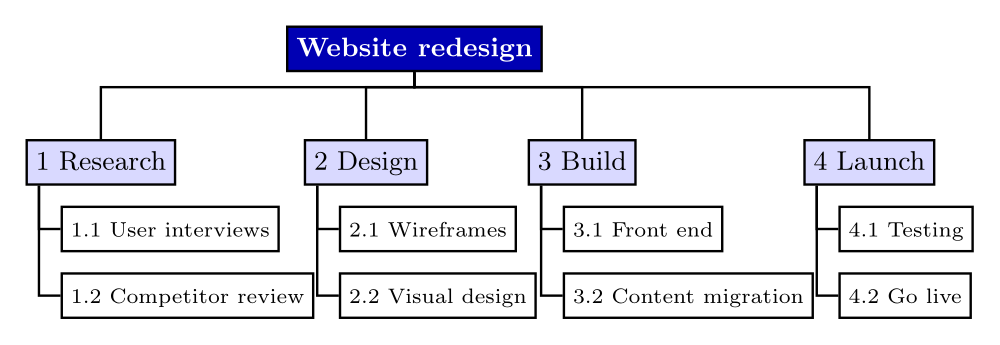 Website redesign
1 Research
2 Design
3 Build
4 Launch
1.1 User interviews
2.1 Wireframes
3.1 Front end
4.1 Testing
1.2 Competitor review
2.2 Visual design
3.2 Content migration
4.2 Go live